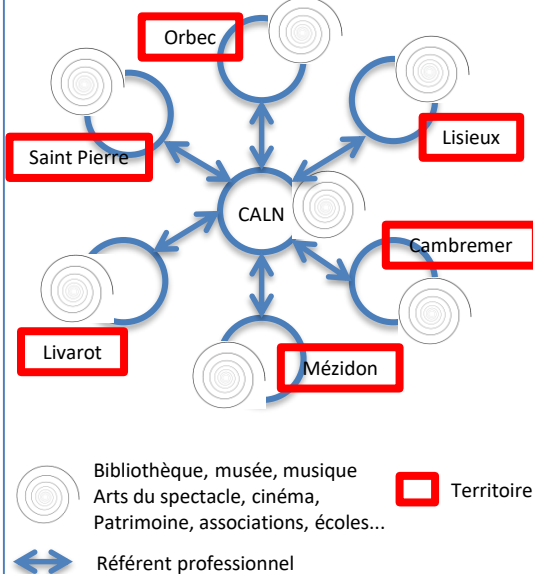 Orbec
Lisieux
Saint Pierre
CALN
Cambremer
Livarot
Mézidon
Bibliothèque, musée, musique
Arts du spectacle, cinéma,
Patrimoine, associations, écoles...
Territoire
Référent professionnel